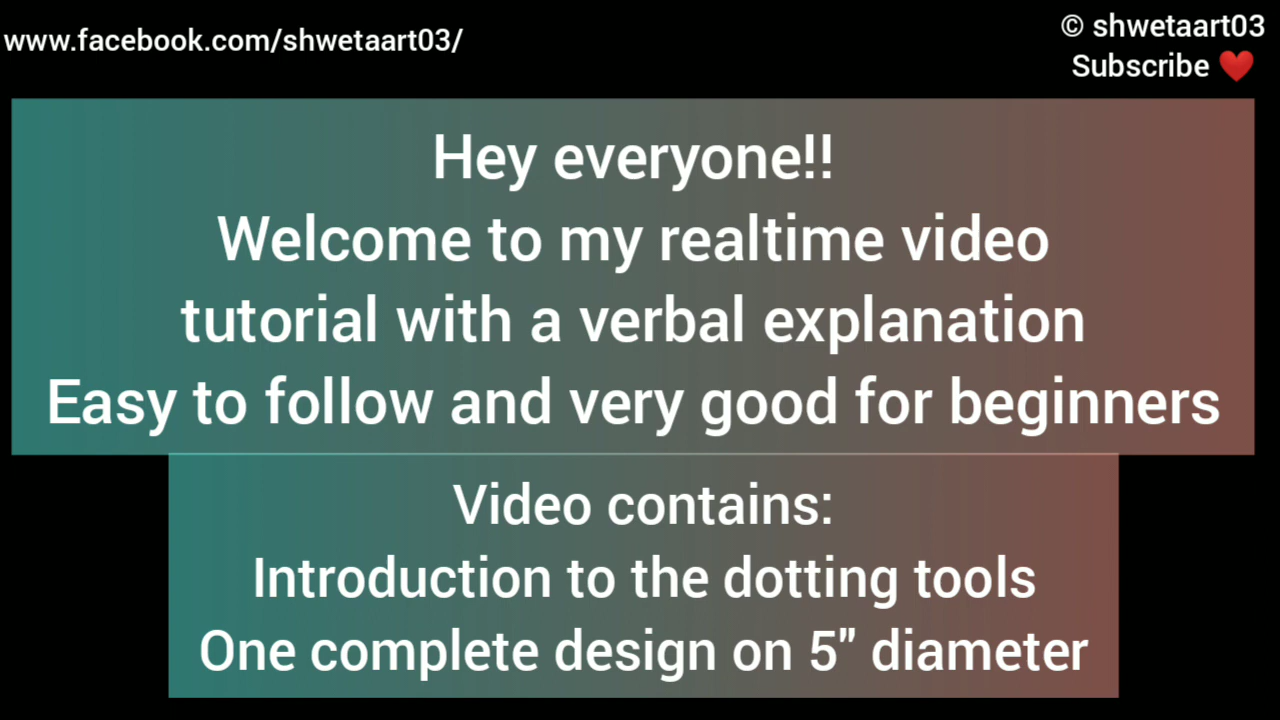 www.facebook.com/shwetaart03/
© shwetaart03
Subscribe ❤️
Hey everyone!!
Welcome to my realtime video
tutorial with a verbal explanation
Easy to follow and very good for beginners
Video contains:
Introduction to the dotting tools
One complete design on 5" diameter